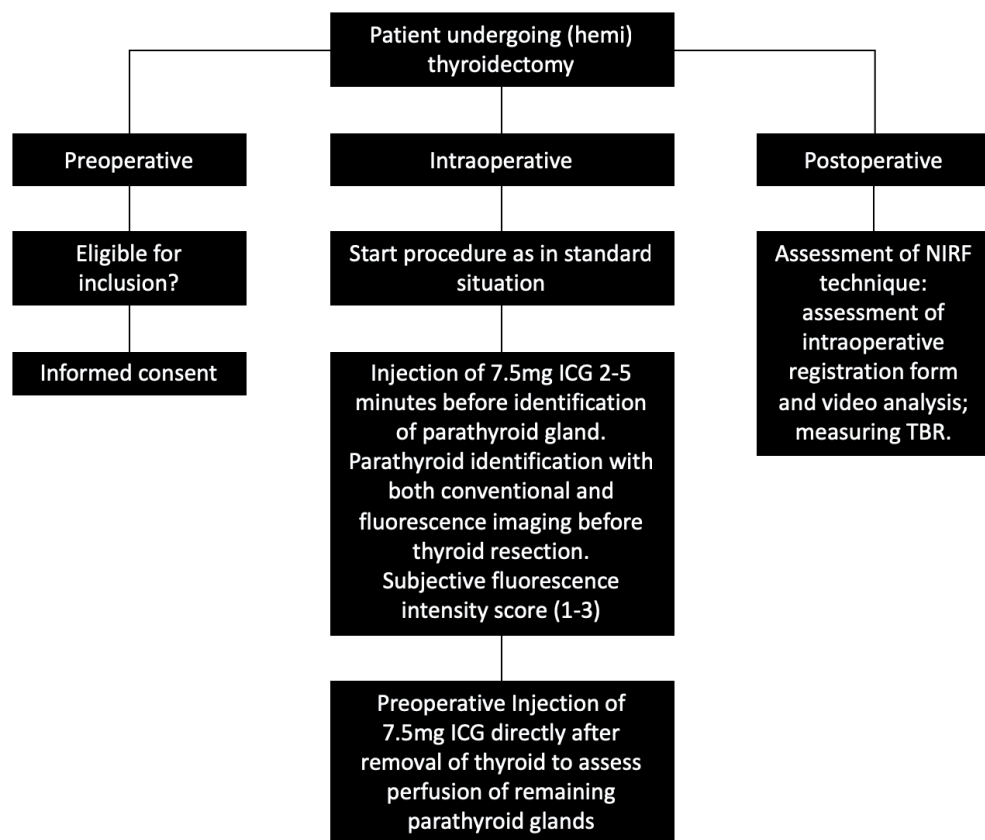 Patient undergoing (hemi)
thyroidectomy
Preoperative
Intraoperative
Postoperative
Eligible for
inclusion?
Start procedure as in standard
situation
Assessment of NIRF
technique:
assessment of
intraoperative
registration form
and video analysis;
measuring TBR.
Informed consent
Injection of 7.5mg ICG 2-5
minutes before identification
of parathyroid gland.
Parathyroid identification with
both conventional and
fluorescence imaging before
thyroid resection.
Subjective fluorescence
intensity score (1-3)
Preoperative Injection of
7.5mg ICG directly after
removal of thyroid to assess
perfusion of remaining
parathyroid glands